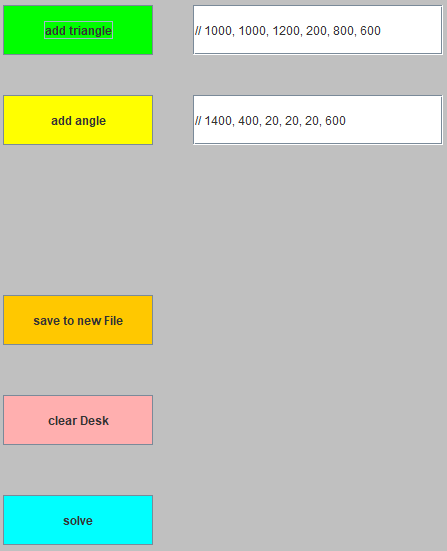 add triangle
// 1000, 1000, 1200, 200, 800, 600
add angle
// 1400, 400, 20, 20, 20, 600
save to new File
clear Desk
solve